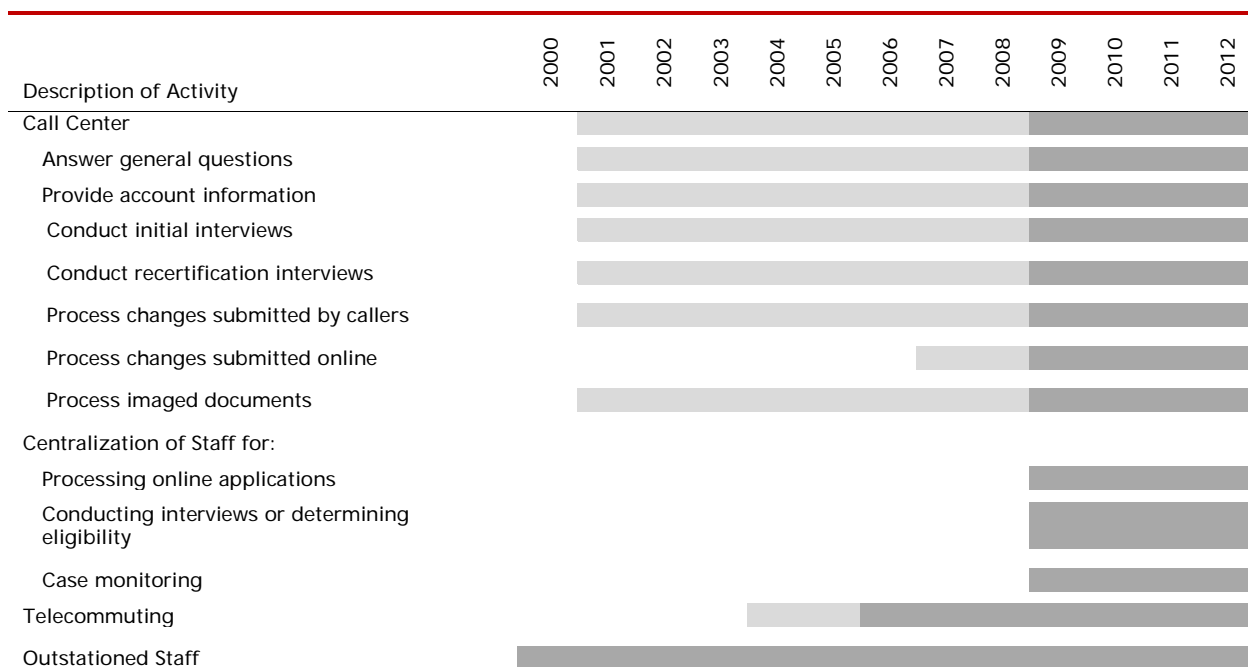 2000 2001 2002 2003 2004 2005 2006 2007 2008 2009 2010 2011 2012
Description of Activity
Call Center
Answer general questions
Provide account information
Conduct initial interviews
Conduct recertification interviews
Process changes submitted by callers
Process changes submitted online
Process imaged documents
Centralization of Staff for:
Processing online applications
Conducting interviews or determining
eligibility
Case monitoring
Telecommuting
Outstationed Staff